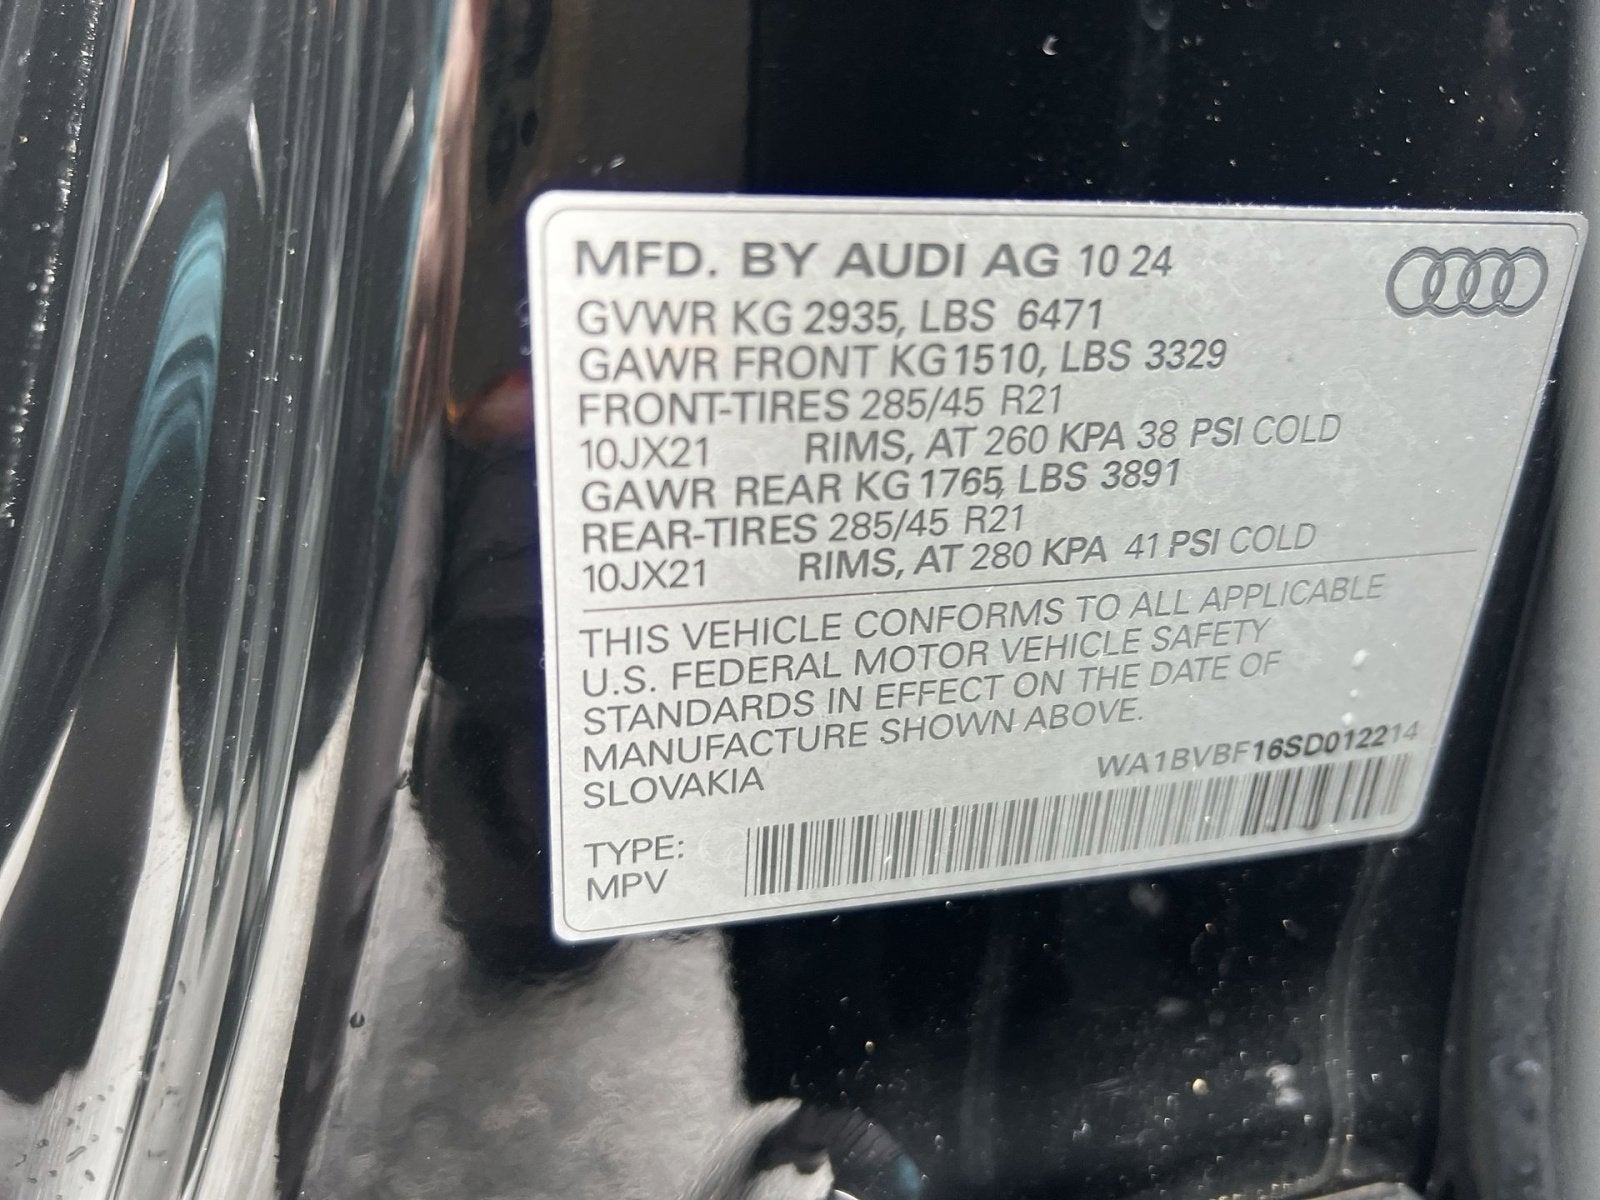 MFD. BY AUDI AG 10 24
GVWR KG 2935, LBS 6471
GAWR FRONT KG 1510, LBS 3329
FRONT-TIRES 285/45 R21
10JX21 RIMS, AT 260 KPA 38 PSI COLD
GAWR REAR KG 1765, LBS 3891
REAR-TIRES 285/45 R21
10JX21 RIMS, AT 280 KPA 41 PSI COLD
THIS VEHICLE CONFORMS TO ALL APPLICABLE
U.S. FEDERAL MOTOR VEHICLE SAFETY
STANDARDS IN EFFECT ON THE DATE OF
MANUFACTURE SHOWN ABOVE.
SLOVAKIA WA1BVBF16SD012214
TYPE:
MPV